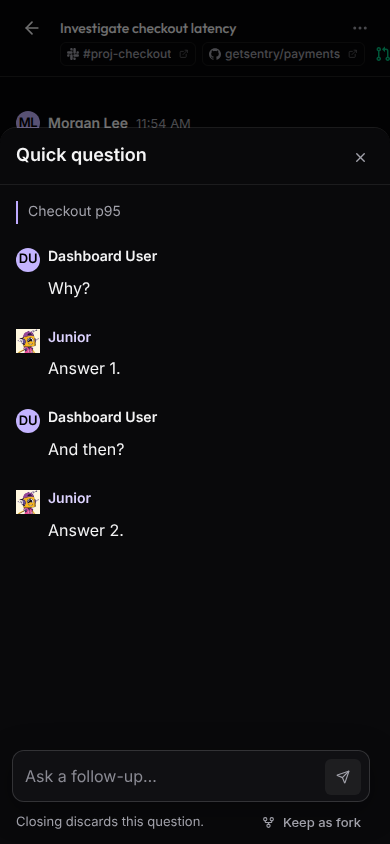 Investigate checkout latency
#proj-checkout
getsentry/payments
ML
Morgan Lee 11:54 AM
Quick question
Checkout p95
DU
Dashboard User
Why?
Junior
Answer 1.
DU
Dashboard User
And then?
Junior
Answer 2.
Ask a follow-up...
Closing discards this question.
Keep as fork